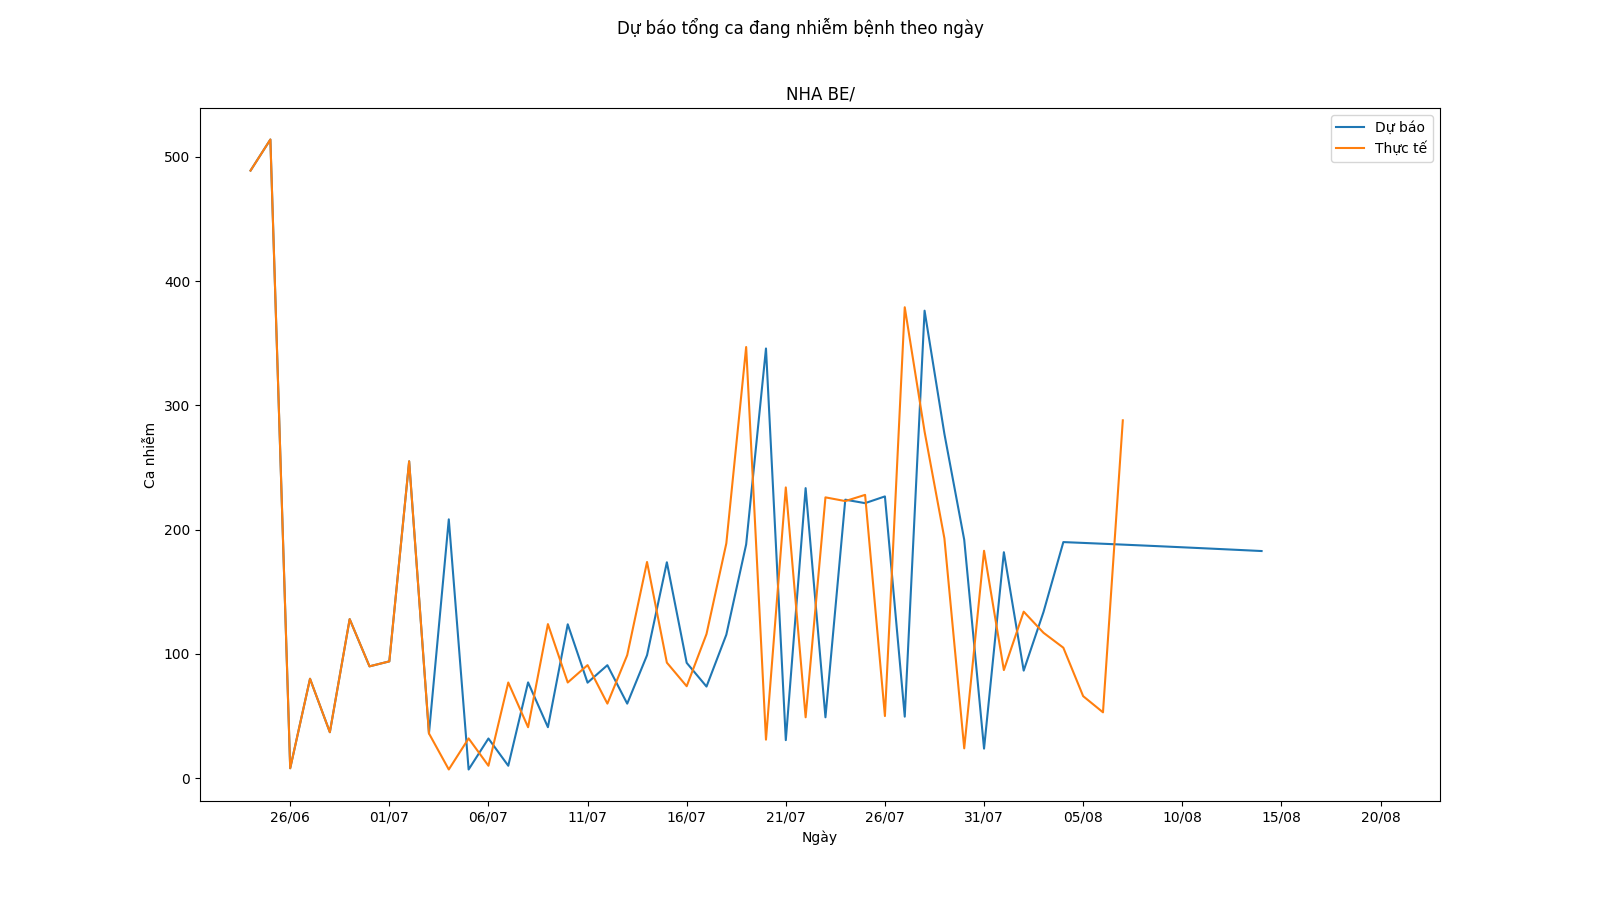 Dự báo tổng ca đang nhiễm bệnh theo ngày
NHA BE/
Dự báo
Thực tế
500
400
300
200
100
0
Ca nhiễm
26/06 01/07 06/07 11/07 16/07 21/07 26/07 31/07 05/08 10/08 15/08 20/08
Ngày